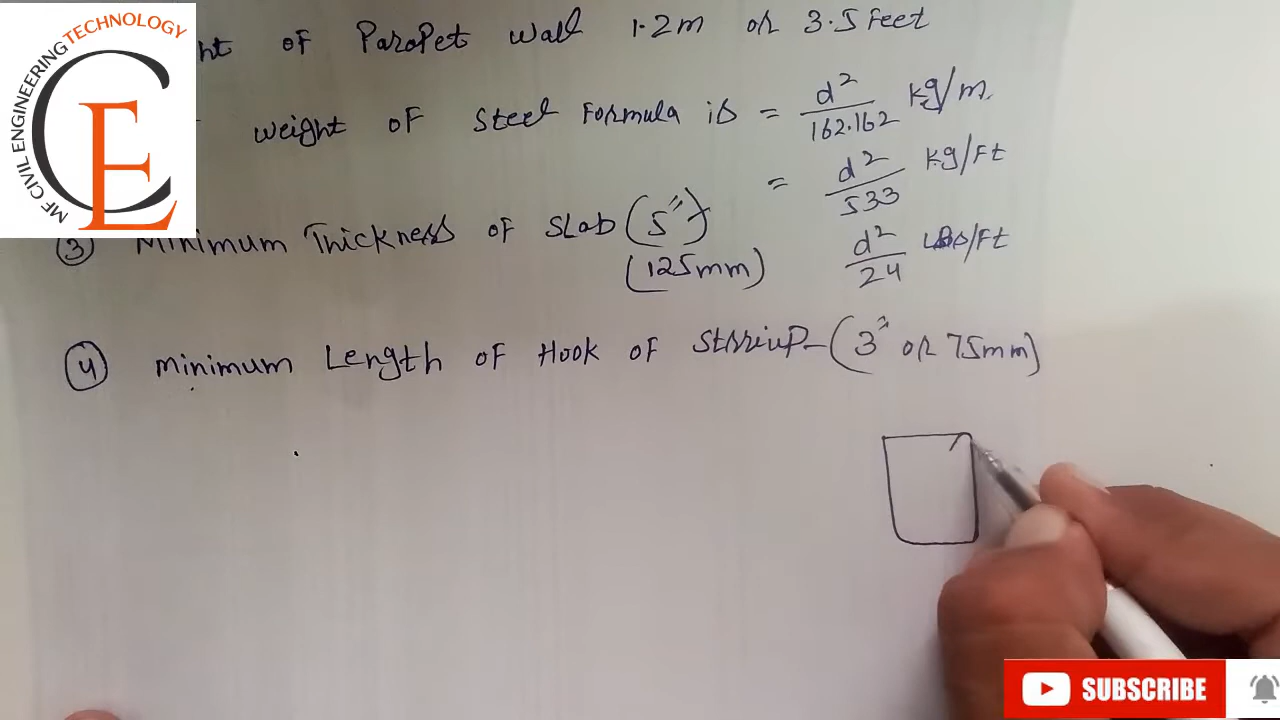 MF CIVIL ENGINEERING TECHNOLOGY
CE
ht of ParaPet wall 1.2m or 3.5 Feet
weight of Steel Formula is = d²/162.162 kg/m.
= d²/533 kg/Ft
③ Minimum Thickness of SLab (5")
(125mm)
d²/24 Lbs/Ft
④ Minimum Length of Hook of StrriuP-(3" or 75mm)
SUBSCRIBE